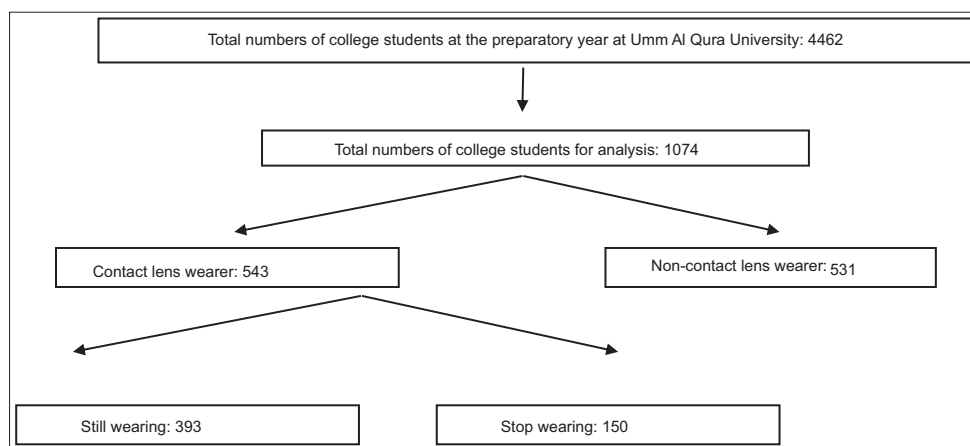 Total numbers of college students at the preparatory year at Umm Al Qura University: 4462
Total numbers of college students for analysis: 1074
Contact lens wearer: 543
Non-contact lens wearer: 531
Still wearing: 393
Stop wearing: 150